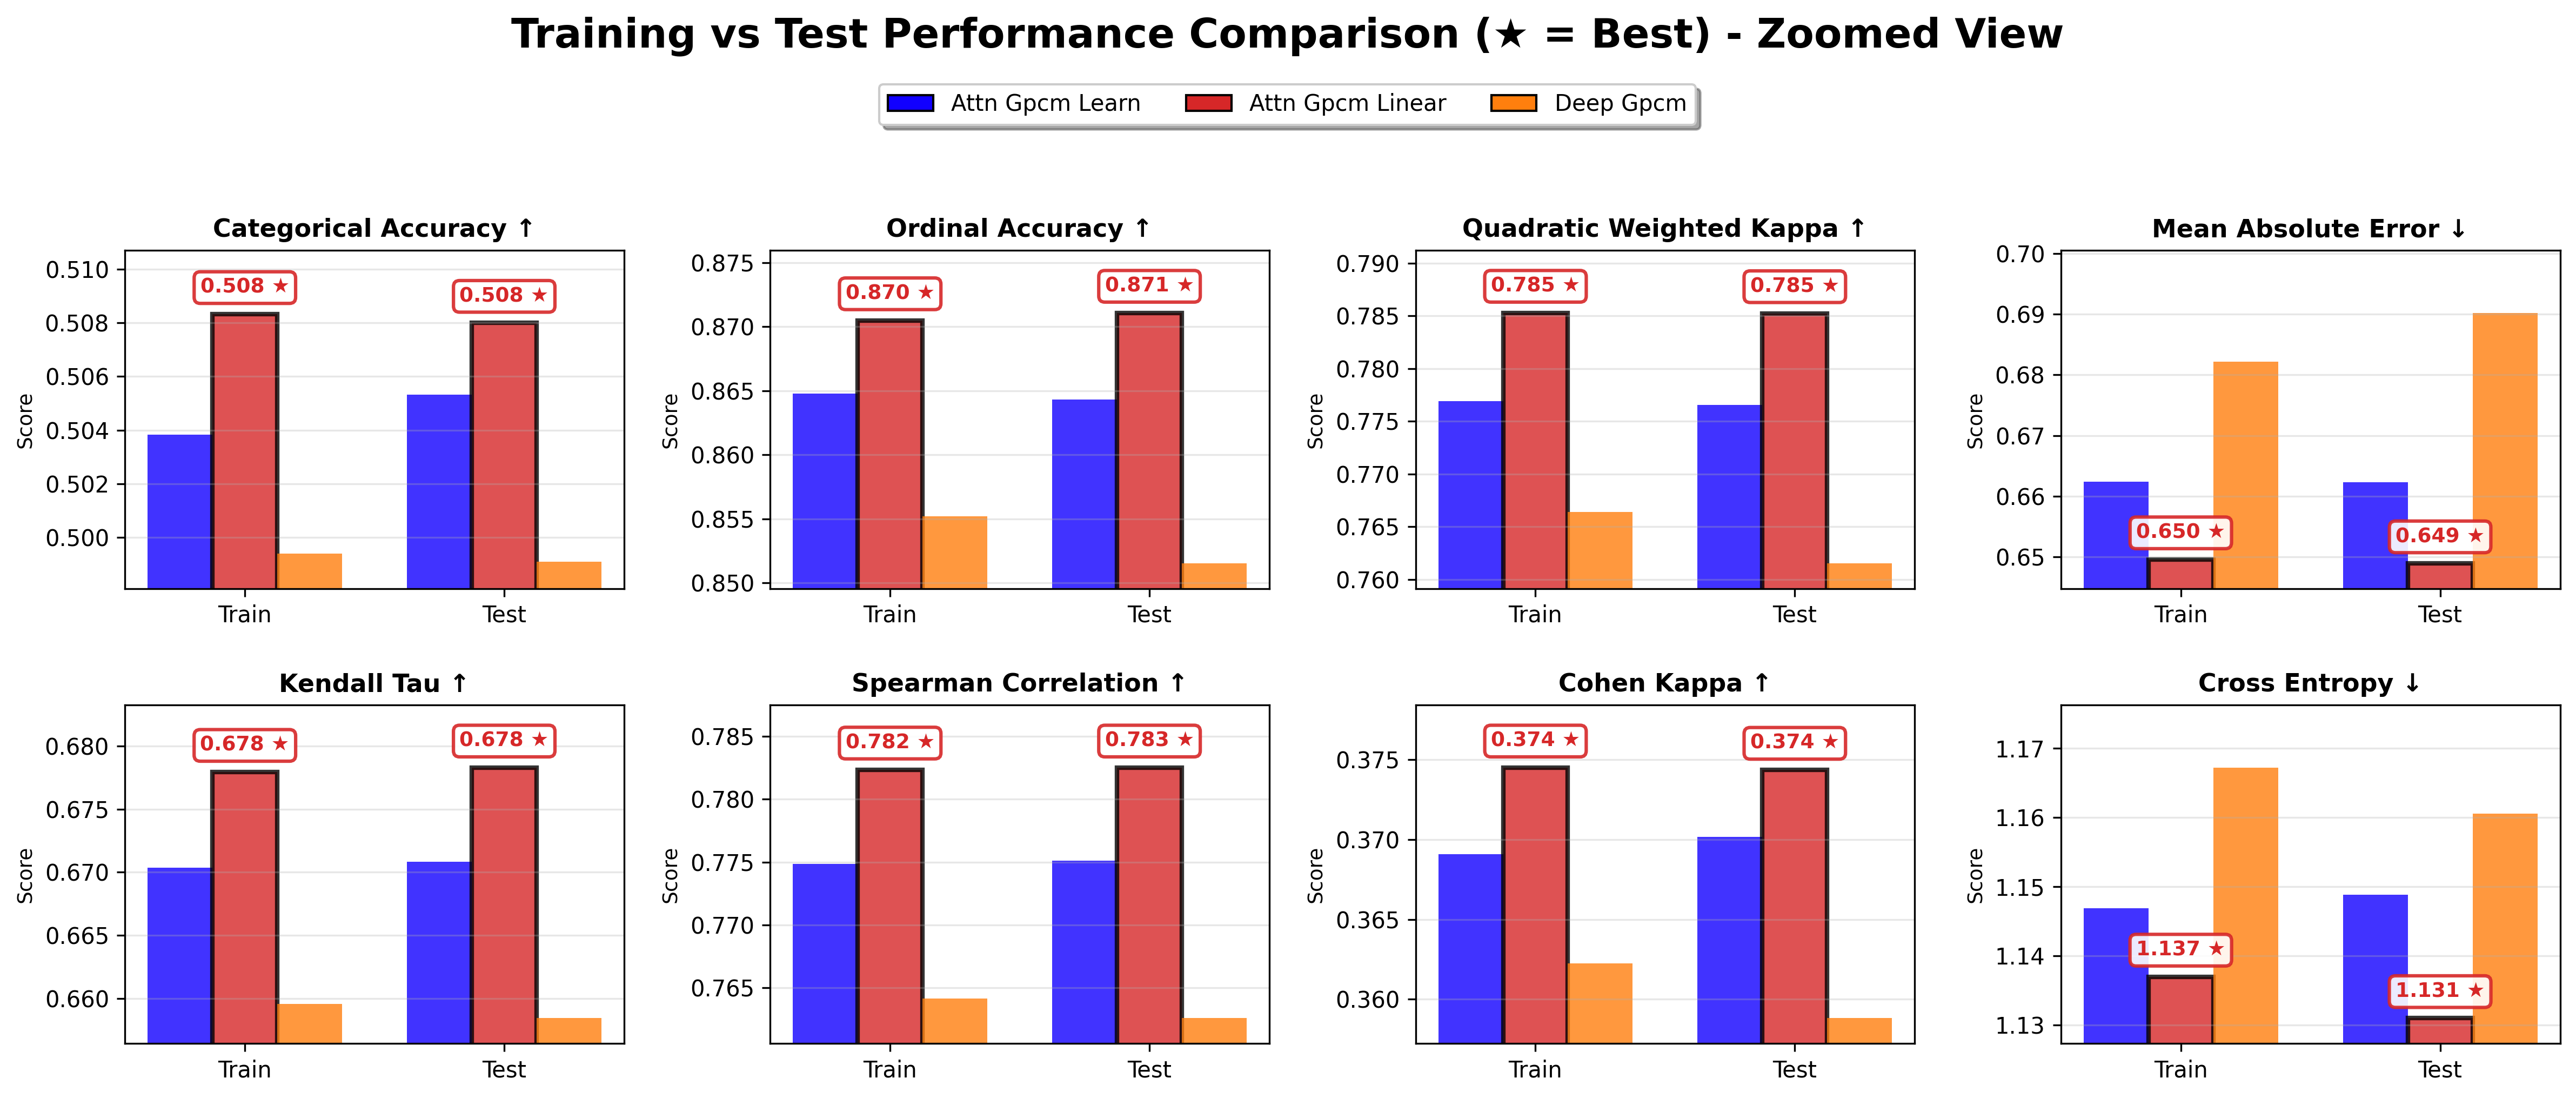 Training vs Test Performance Comparison (★ = Best) - Zoomed View
Attn Gpcm Learn
Attn Gpcm Linear
Deep Gpcm
Categorical Accuracy ↑
Score
0.510
0.508
0.506
0.504
0.502
0.500
0.508 ★
0.508 ★
Train
Test
Ordinal Accuracy ↑
Score
0.875
0.870
0.865
0.860
0.855
0.850
0.870 ★
0.871 ★
Train
Test
Quadratic Weighted Kappa ↑
Score
0.790
0.785
0.780
0.775
0.770
0.765
0.760
0.785 ★
0.785 ★
Train
Test
Mean Absolute Error ↓
Score
0.70
0.69
0.68
0.67
0.66
0.65
0.650 ★
0.649 ★
Train
Test
Kendall Tau ↑
Score
0.680
0.675
0.670
0.665
0.660
0.678 ★
0.678 ★
Train
Test
Spearman Correlation ↑
Score
0.785
0.780
0.775
0.770
0.765
0.782 ★
0.783 ★
Train
Test
Cohen Kappa ↑
Score
0.375
0.370
0.365
0.360
0.374 ★
0.374 ★
Train
Test
Cross Entropy ↓
Score
1.17
1.16
1.15
1.14
1.13
1.137 ★
1.131 ★
Train
Test